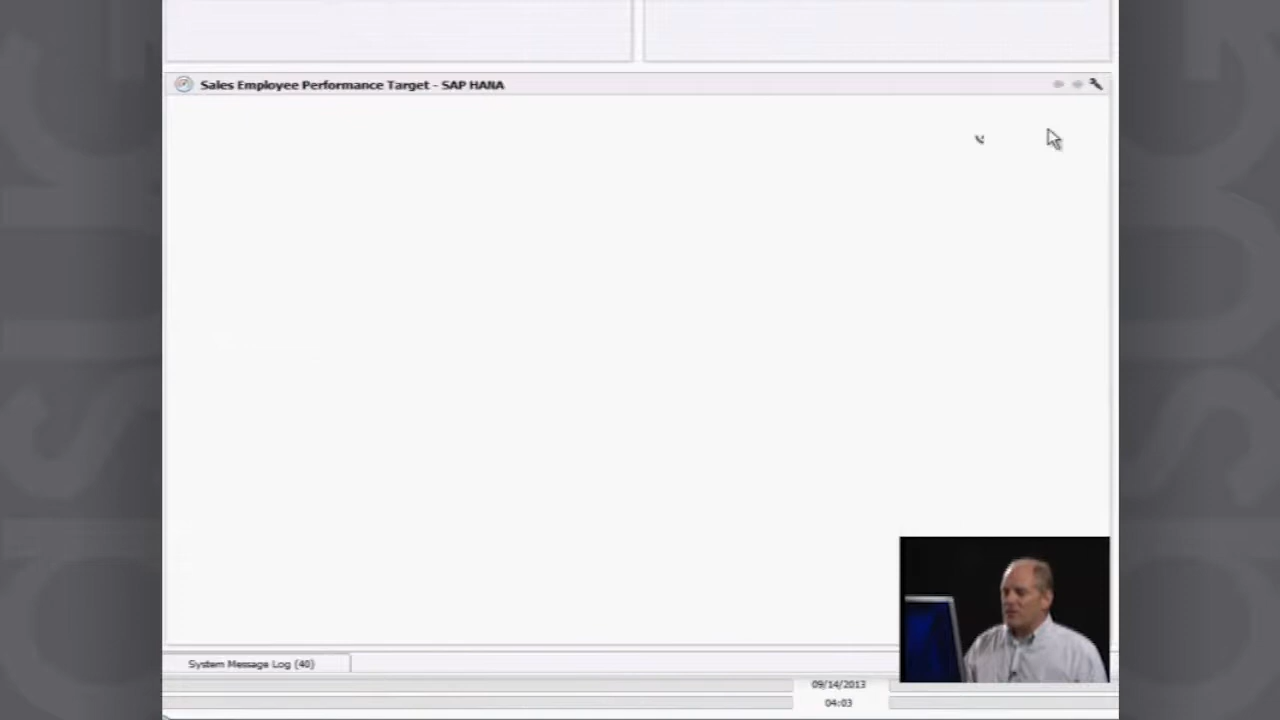 Sales Employee Performance Target - SAP HANA
System Message Log (40)
09/14/2013
04:03